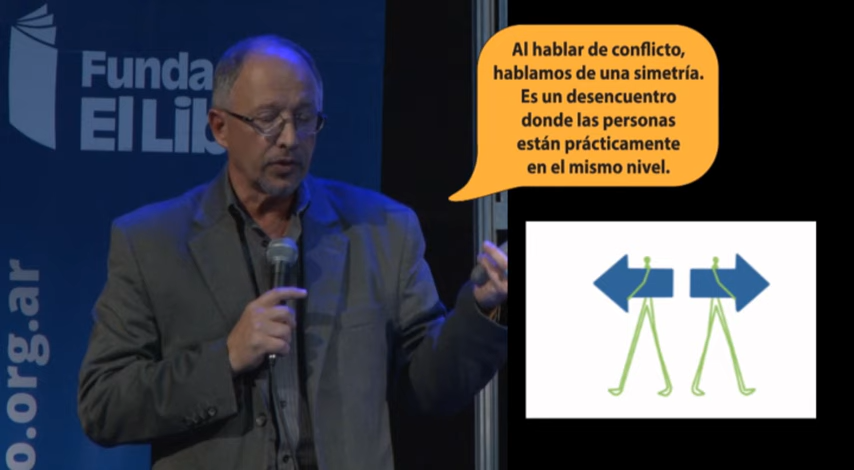 Funda
El Lib
o.org.ar
Al hablar de conflicto,
hablamos de una simetría.
Es un desencuentro
donde las personas
están prácticamente
en el mismo nivel.